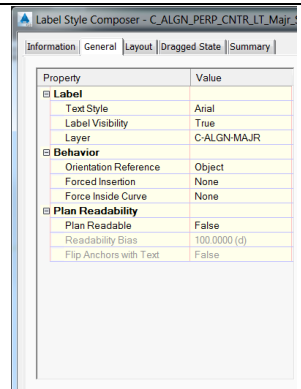 Label Style Composer - C_ALGN_PERP_CNTR_LT_Majr_S
Information General Layout Dragged State Summary
Property Value
Label
Text Style Arial
Label Visibility True
Layer C-ALGN-MAJR
Behavior
Orientation Reference Object
Forced Insertion None
Force Inside Curve None
Plan Readability
Plan Readable False
Readability Bias 100.0000 (d)
Flip Anchors with Text False